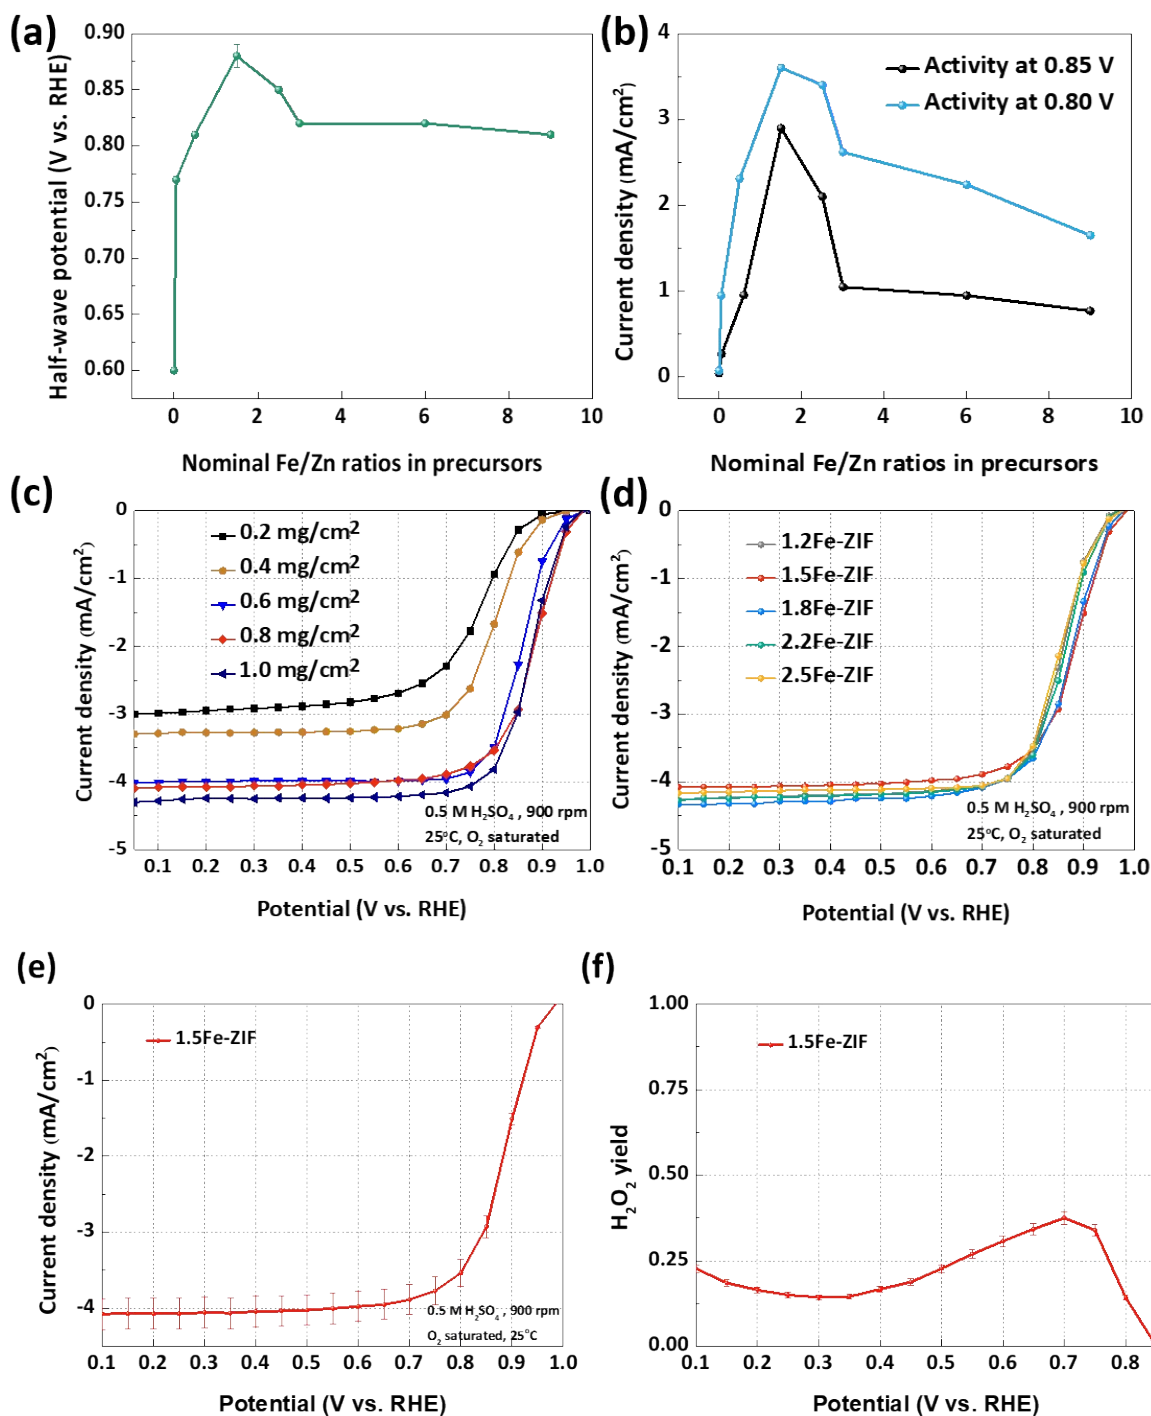 (a)
0.90
0.85
0.80
0.75
0.70
0.65
0.60
Half-wave potential (V vs. RHE)
0 2 4 6 8 10
Nominal Fe/Zn ratios in precursors
(b)
4
3
2
1
0
Current density (mA/cm²)
Activity at 0.85 V
Activity at 0.80 V
0 2 4 6 8 10
Nominal Fe/Zn ratios in precursors
(c)
0
-1
-2
-3
-4
-5
Current density (mA/cm²)
0.2 mg/cm²
0.4 mg/cm²
0.6 mg/cm²
0.8 mg/cm²
1.0 mg/cm²
0.5 M H₂SO₄ , 900 rpm
25°C, O₂ saturated
0.1 0.2 0.3 0.4 0.5 0.6 0.7 0.8 0.9 1.0
Potential (V vs. RHE)
(d)
0
-1
-2
-3
-4
-5
Current density (mA/cm²)
1.2Fe-ZIF
1.5Fe-ZIF
1.8Fe-ZIF
2.2Fe-ZIF
2.5Fe-ZIF
0.5 M H₂SO₄ , 900 rpm
25°C, O₂ saturated
0.1 0.2 0.3 0.4 0.5 0.6 0.7 0.8 0.9 1.0
Potential (V vs. RHE)
(e)
0
-1
-2
-3
-4
Current density (mA/cm²)
1.5Fe-ZIF
0.5 M H₂SO₄ , 900 rpm
O₂ saturated, 25°C
0.1 0.2 0.3 0.4 0.5 0.6 0.7 0.8 0.9 1.0
Potential (V vs. RHE)
(f)
1.00
0.75
0.50
0.25
0.00
H₂O₂ yield
1.5Fe-ZIF
0.1 0.2 0.3 0.4 0.5 0.6 0.7 0.8
Potential (V vs. RHE)